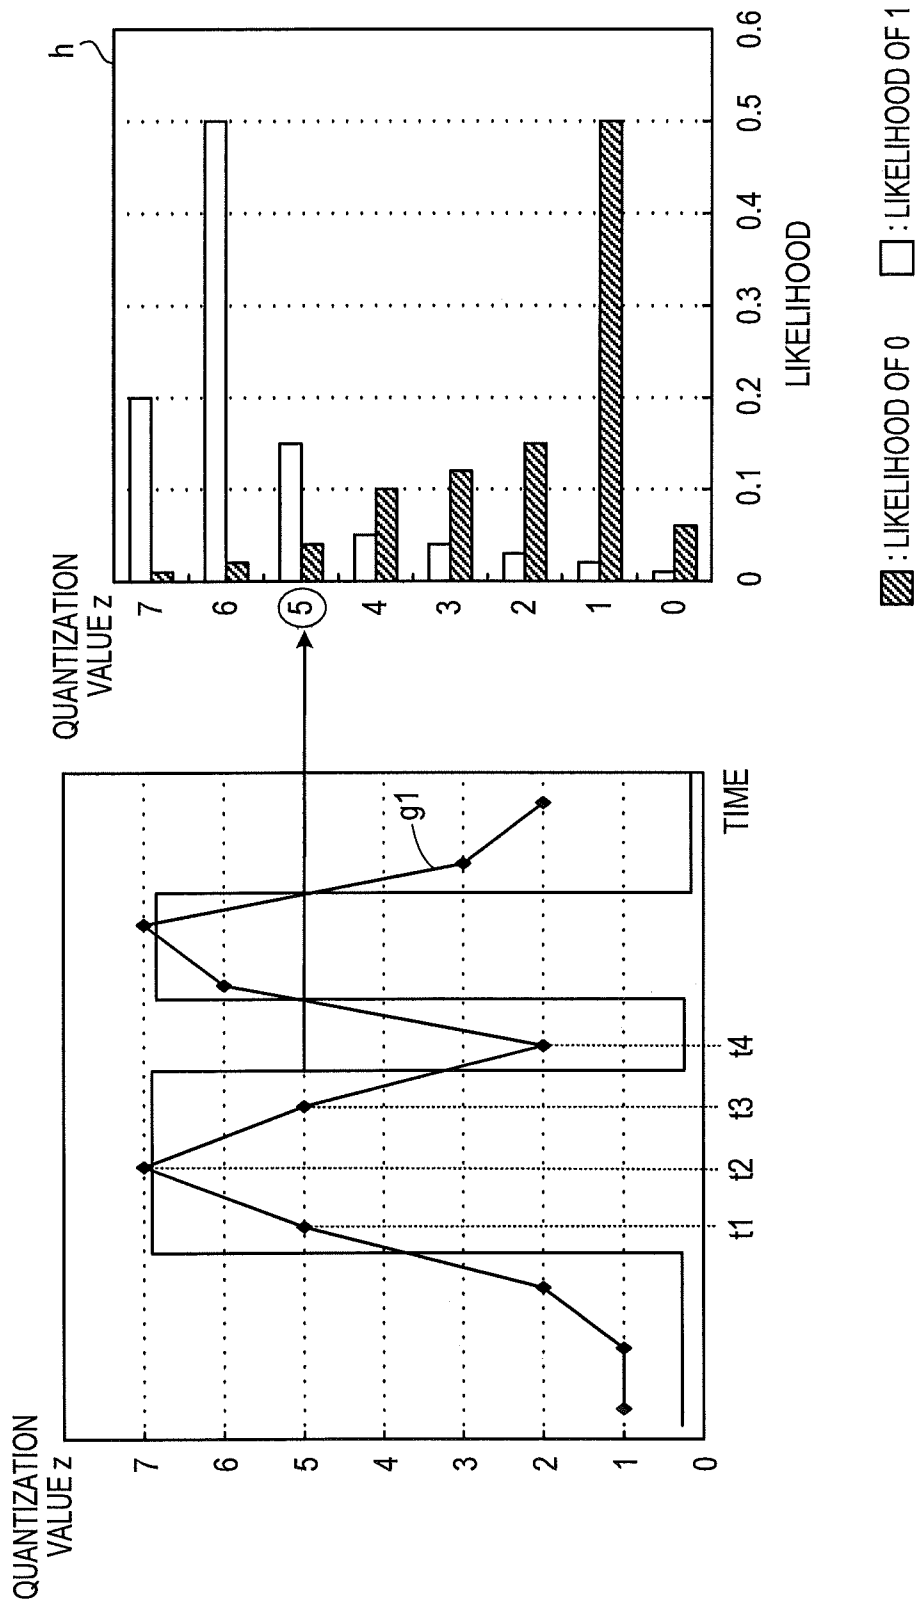 QUANTIZATION
VALUE z
7
6
5
4
3
2
1
0
g1
t1
t2
t3
t4
TIME
QUANTIZATION
VALUE z
h
7
6
5
4
3
2
1
0
0
0.1
0.2
0.3
0.4
0.5
0.6
LIKELIHOOD
: LIKELIHOOD OF 0
: LIKELIHOOD OF 1